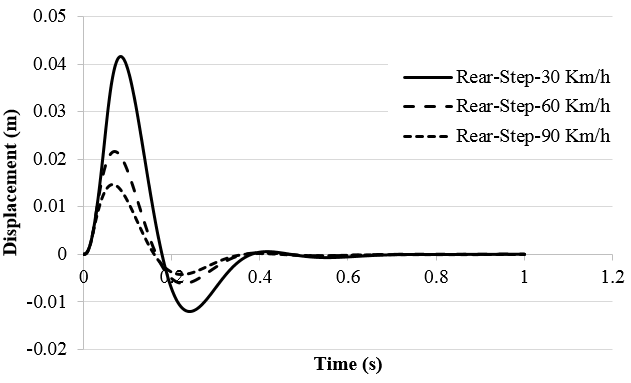 0.05
0.04
0.03
0.02
0.01
0
-0.01
-0.02
Displacement (m)
Rear-Step-30 Km/h
Rear-Step-60 Km/h
Rear-Step-90 Km/h
0 0.2 0.4 0.6 0.8 1 1.2
Time (s)